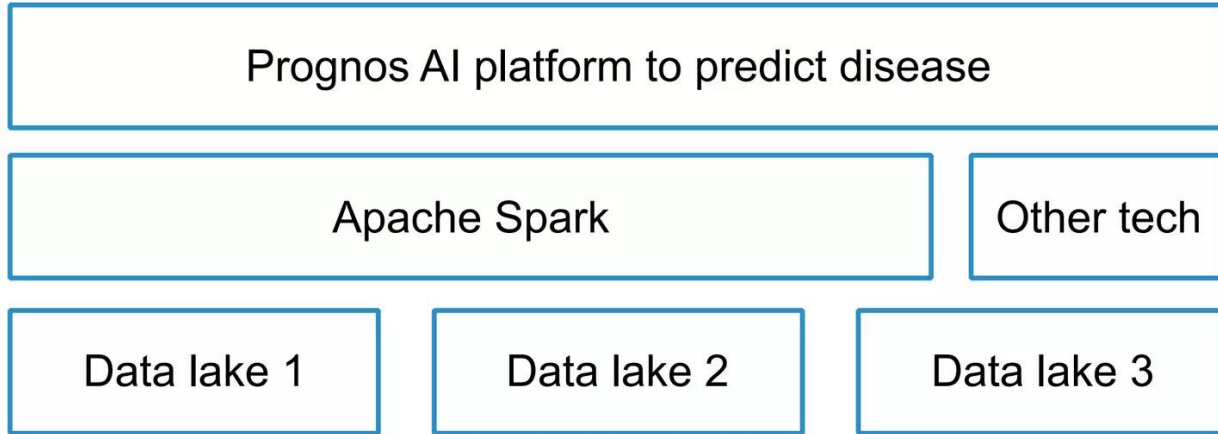 Prognos AI platform to predict disease
Apache Spark
Other tech
Data lake 1
Data lake 2
Data lake 3